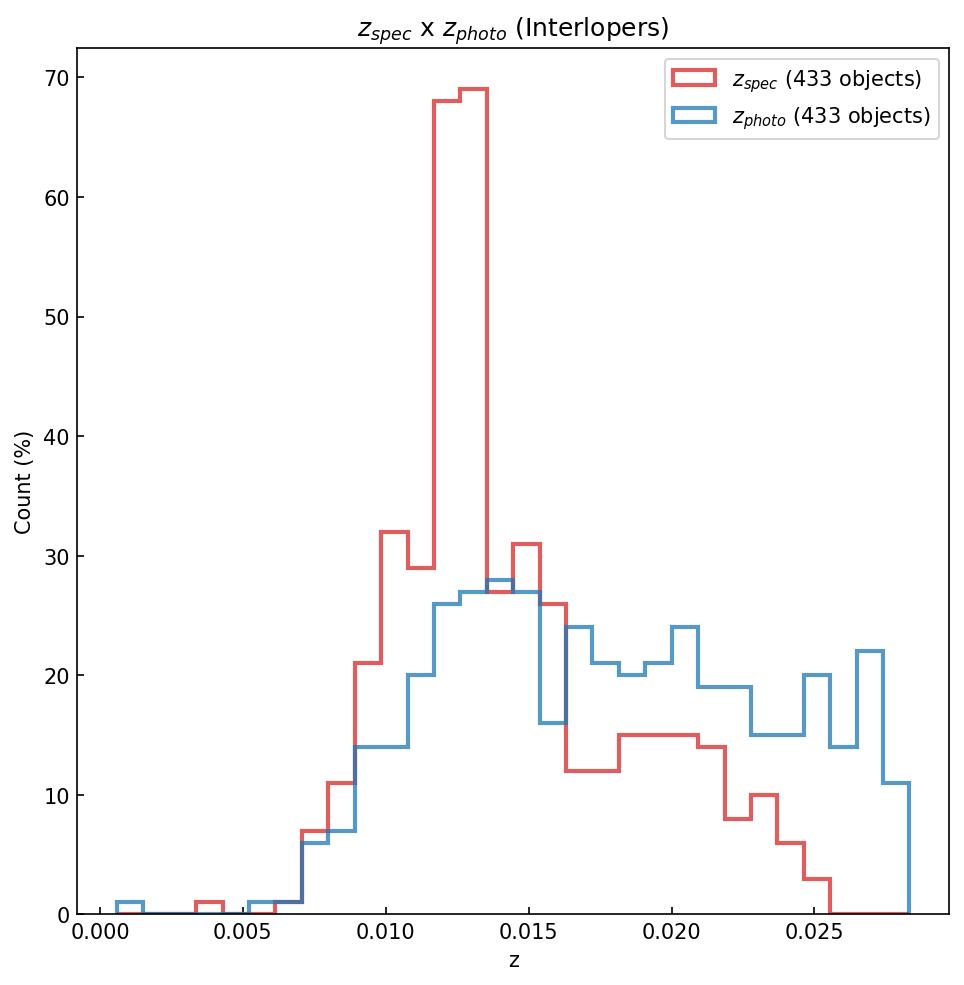 z_spec x z_photo (Interlopers)
z_spec (433 objects)
z_photo (433 objects)
Count (%)
70
60
50
40
30
20
10
0
0.000 0.005 0.010 0.015 0.020 0.025
z